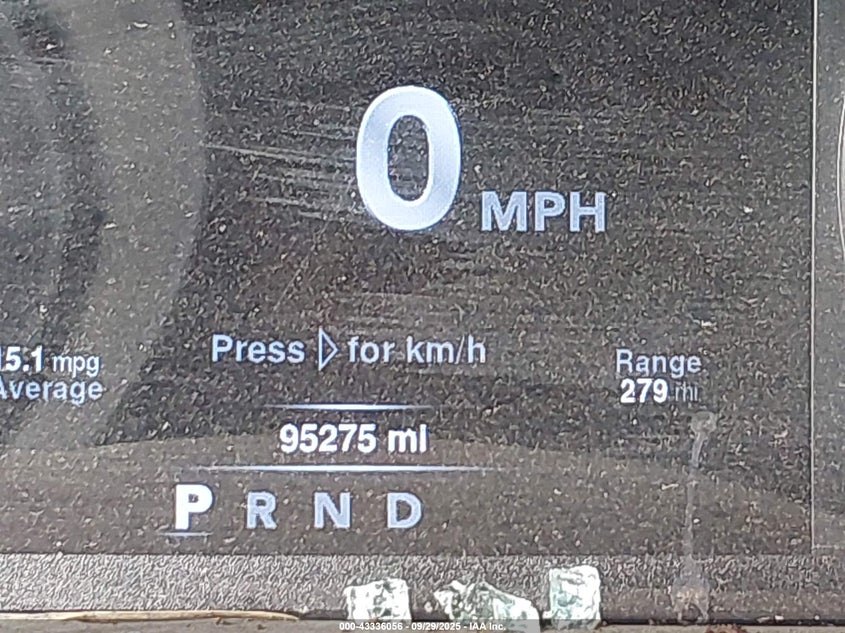 0 MPH
Press ▷ for km/h
15.1 mpg
Average
Range
279 mi
95275 mi
P R N D
000-43336056 - 09/29/2025 - IAA Inc.